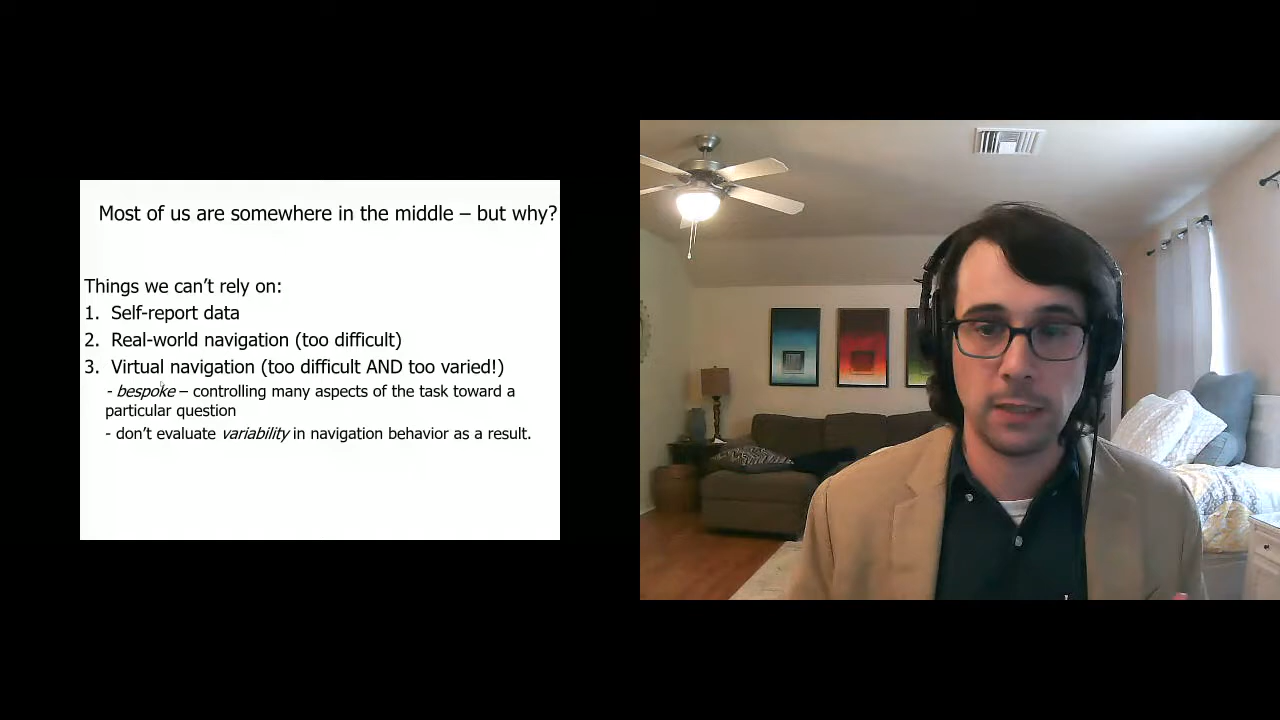 Most of us are somewhere in the middle – but why?
Things we can't rely on:
1. Self-report data
2. Real-world navigation (too difficult)
3. Virtual navigation (too difficult AND too varied!)
- bespoke – controlling many aspects of the task toward a
particular question
- don't evaluate variability in navigation behavior as a result.